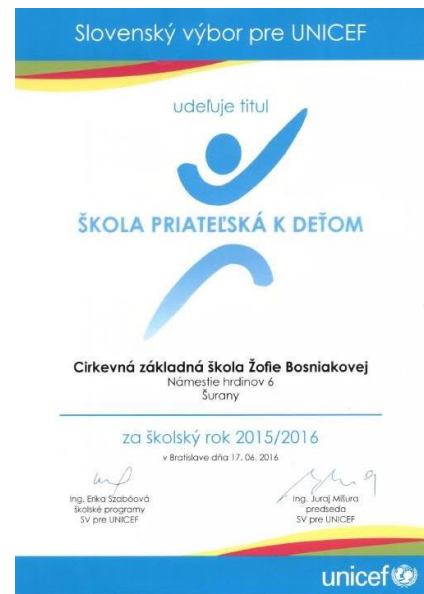 Slovenský výbor pre UNICEF
udeľuje titul
ŠKOLA PRIATEĽSKÁ K DEŤOM
Cirkevná základná škola Žofie Bosniakovej
Námestie hrdinov 6
Šurany
za školský rok 2015/2016
v Bratislave dňa 17. 06. 2016
Ing. Erika Szabóová
školské programy
SV pre UNICEF
Ing. Juraj Mišura
predseda
SV pre UNICEF
unicef